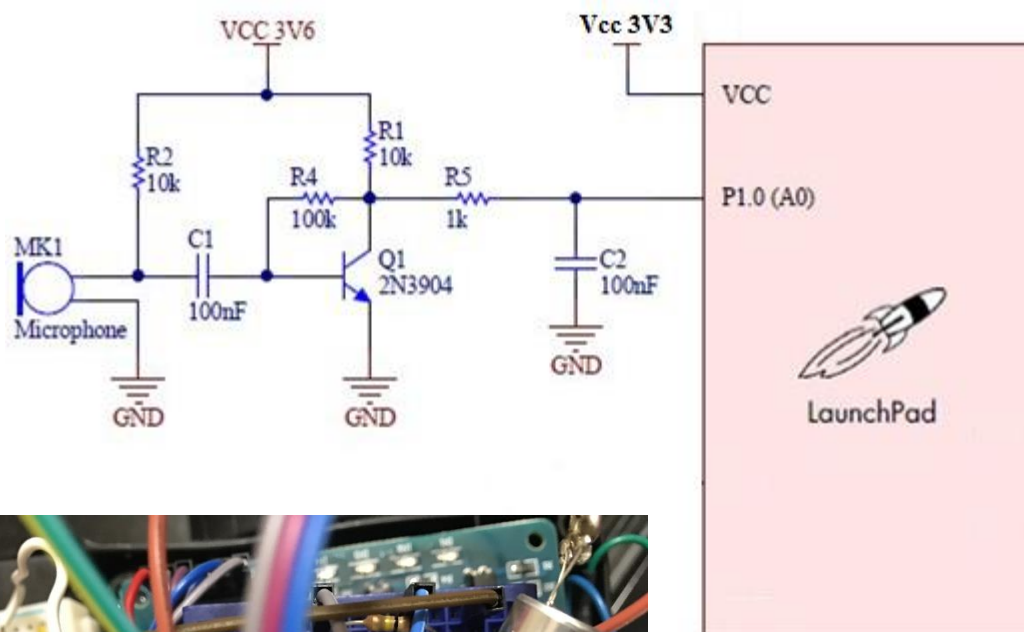 VCC 3V6
Vcc 3V3
VCC
R1
10k
R2
10k
R4
100k
R5
1k
P1.0 (A0)
MK1
Microphone
C1
100nF
Q1
2N3904
C2
100nF
GND
GND
GND
LaunchPad